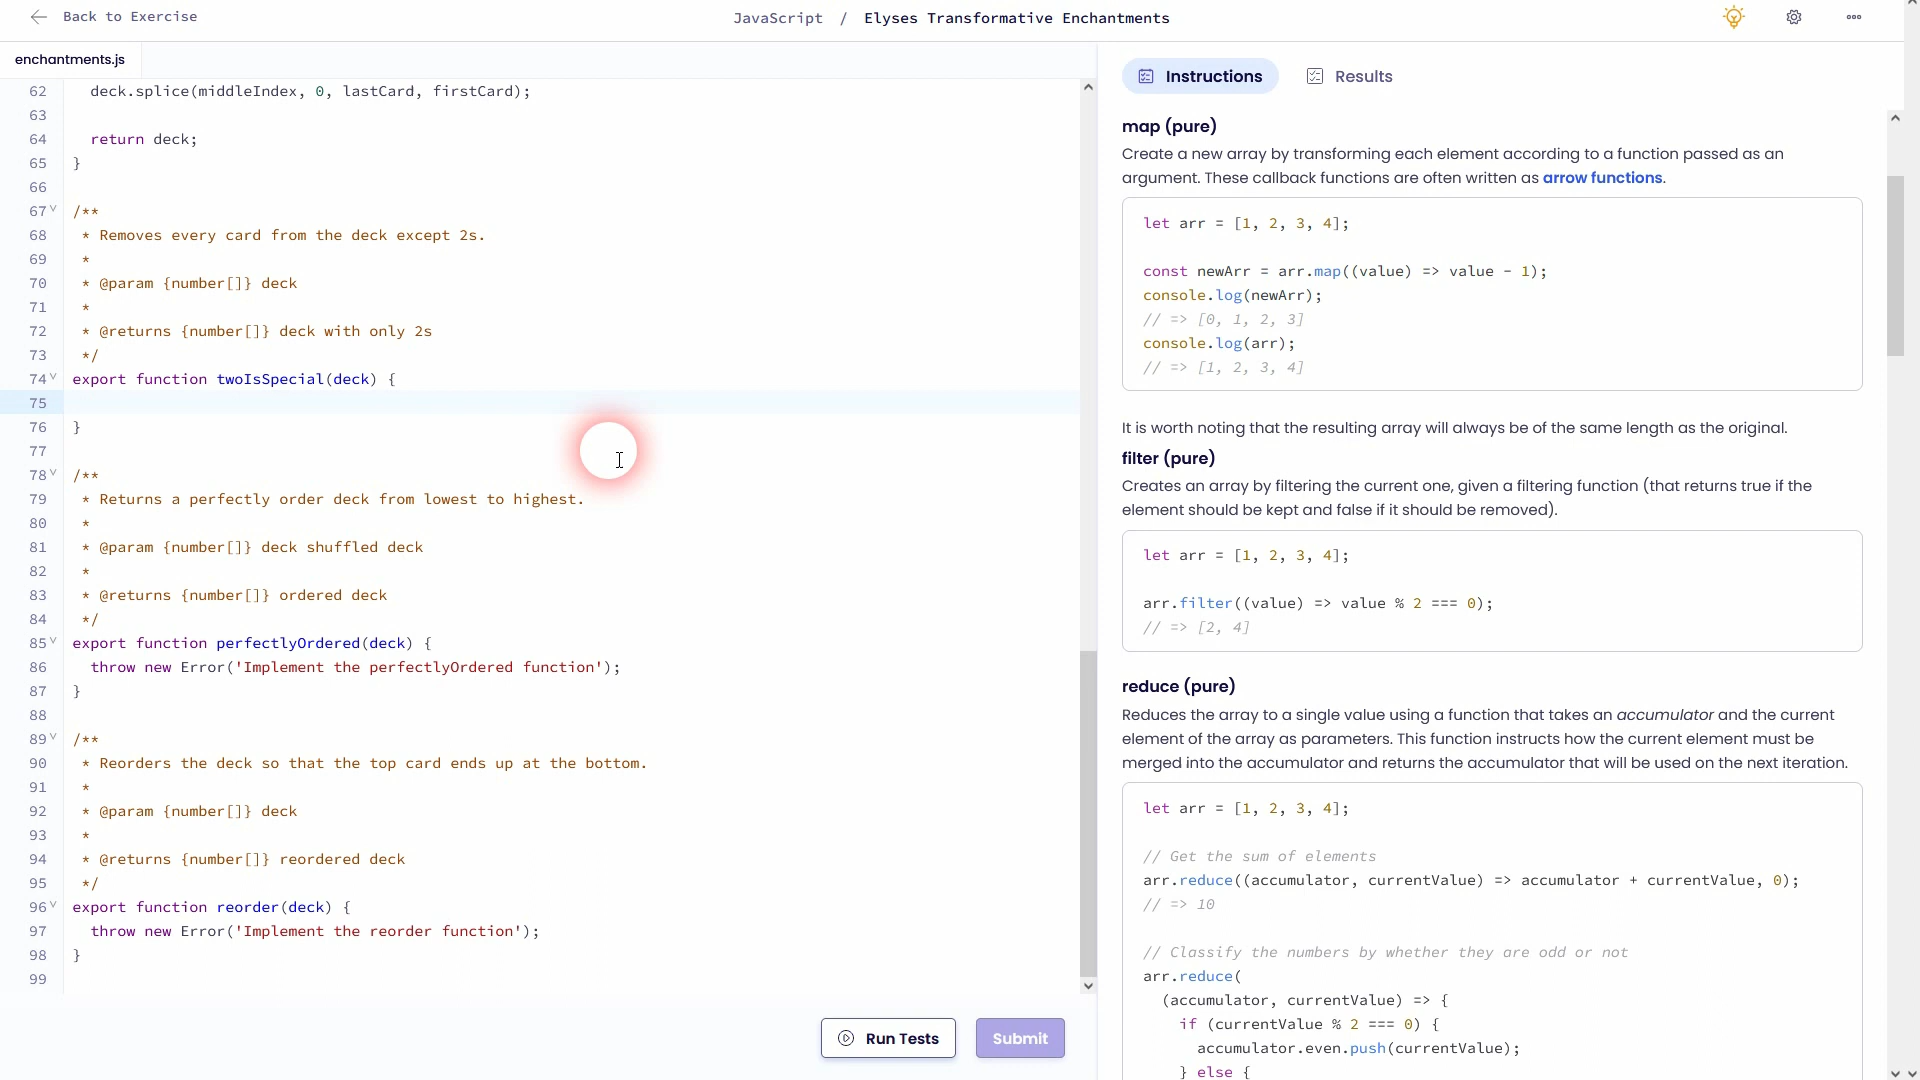 Back to Exercise
JavaScript / Elyses Transformative Enchantments
enchantments.js
62 deck.splice(middleIndex, 0, lastCard, firstCard);
63
64 return deck;
65 }
66
67 /**
68 * Removes every card from the deck except 2s.
69 *
70 * @param {number[]} deck
71 *
72 * @returns {number[]} deck with only 2s
73 */
74 export function twoIsSpecial(deck) {
75
76 }
77
78 /**
79 * Returns a perfectly order deck from lowest to highest.
80 *
81 * @param {number[]} deck shuffled deck
82 *
83 * @returns {number[]} ordered deck
84 */
85 export function perfectlyOrdered(deck) {
86 throw new Error('Implement the perfectlyOrdered function');
87 }
88
89 /**
90 * Reorders the deck so that the top card ends up at the bottom.
91 *
92 * @param {number[]} deck
93 *
94 * @returns {number[]} reordered deck
95 */
96 export function reorder(deck) {
97 throw new Error('Implement the reorder function');
98 }
99
Run Tests
Submit
Instructions
Results
map (pure)
Create a new array by transforming each element according to a function passed as an
argument. These callback functions are often written as arrow functions.
let arr = [1, 2, 3, 4];
const newArr = arr.map((value) => value - 1);
console.log(newArr);
// => [0, 1, 2, 3]
console.log(arr);
// => [1, 2, 3, 4]
It is worth noting that the resulting array will always be of the same length as the original.
filter (pure)
Creates an array by filtering the current one, given a filtering function (that returns true if the
element should be kept and false if it should be removed).
let arr = [1, 2, 3, 4];
arr.filter((value) => value % 2 === 0);
// => [2, 4]
reduce (pure)
Reduces the array to a single value using a function that takes an accumulator and the current
element of the array as parameters. This function instructs how the current element must be
merged into the accumulator and returns the accumulator that will be used on the next iteration.
let arr = [1, 2, 3, 4];
// Get the sum of elements
arr.reduce((accumulator, currentValue) => accumulator + currentValue, 0);
// => 10
// Classify the numbers by whether they are odd or not
arr.reduce(
(accumulator, currentValue) => {
if (currentValue % 2 === 0) {
accumulator.even.push(currentValue);
} else {